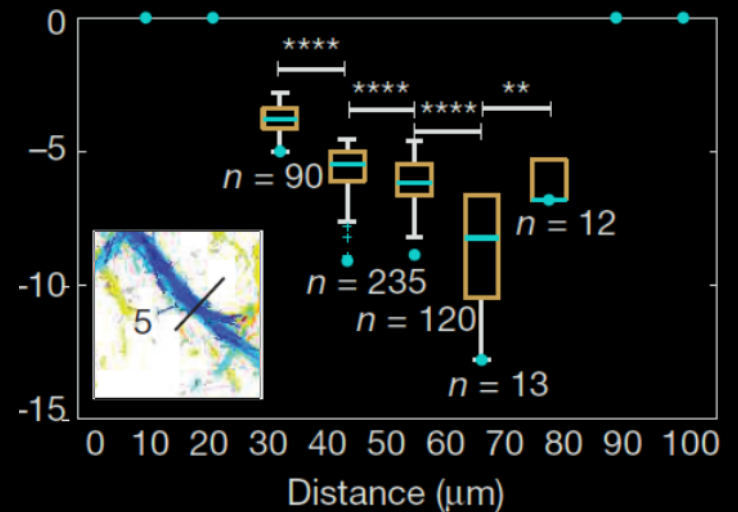 0
****
****
****
**
–5
n = 90
n = 12
-10
n = 235
5
n = 120
n = 13
-15
0 10 20 30 40 50 60 70 80 90 100
Distance (μm)